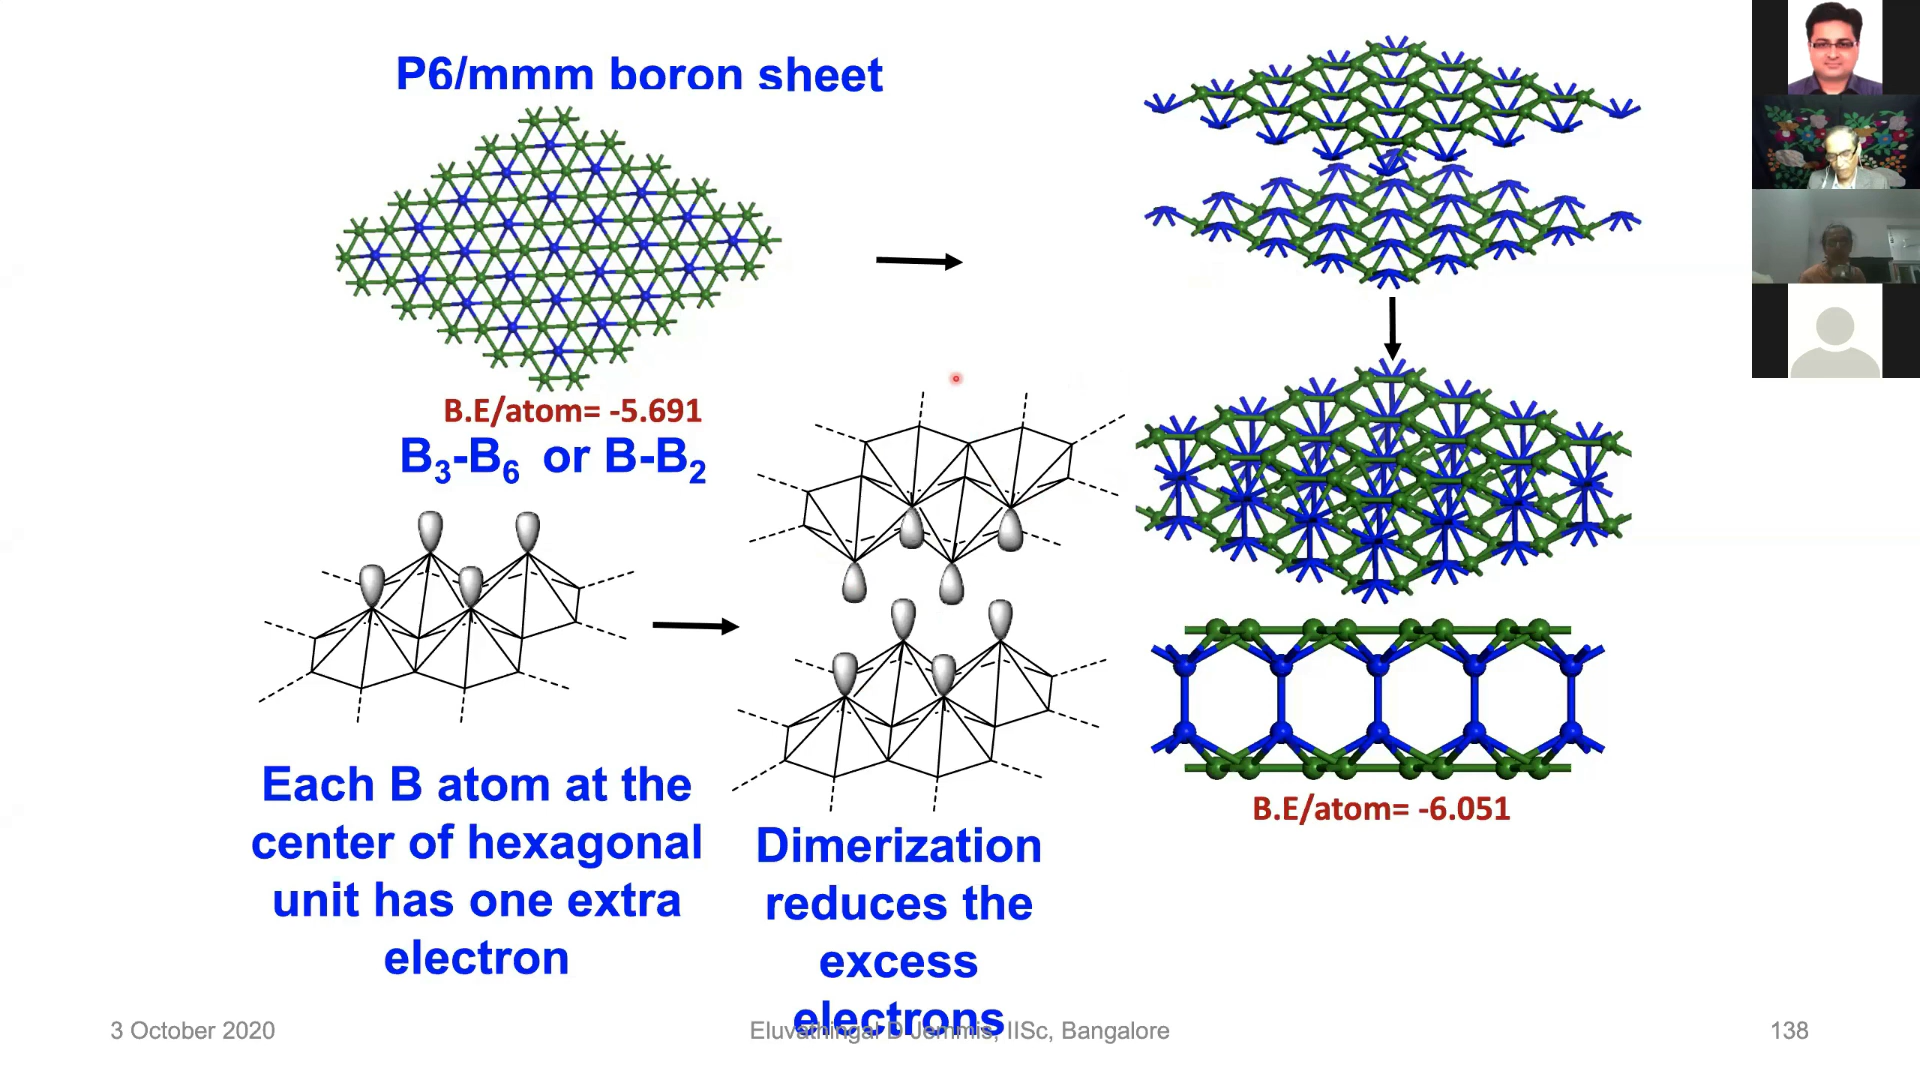 P6/mmm boron sheet
B.E/atom= -5.691
B₃-B₆ or B-B₂
Each B atom at the
center of hexagonal
unit has one extra
electron
Dimerization
reduces the
excess
electrons
B.E/atom= -6.051
3 October 2020
Eluvathingal D Jemmis, IISc, Bangalore
138